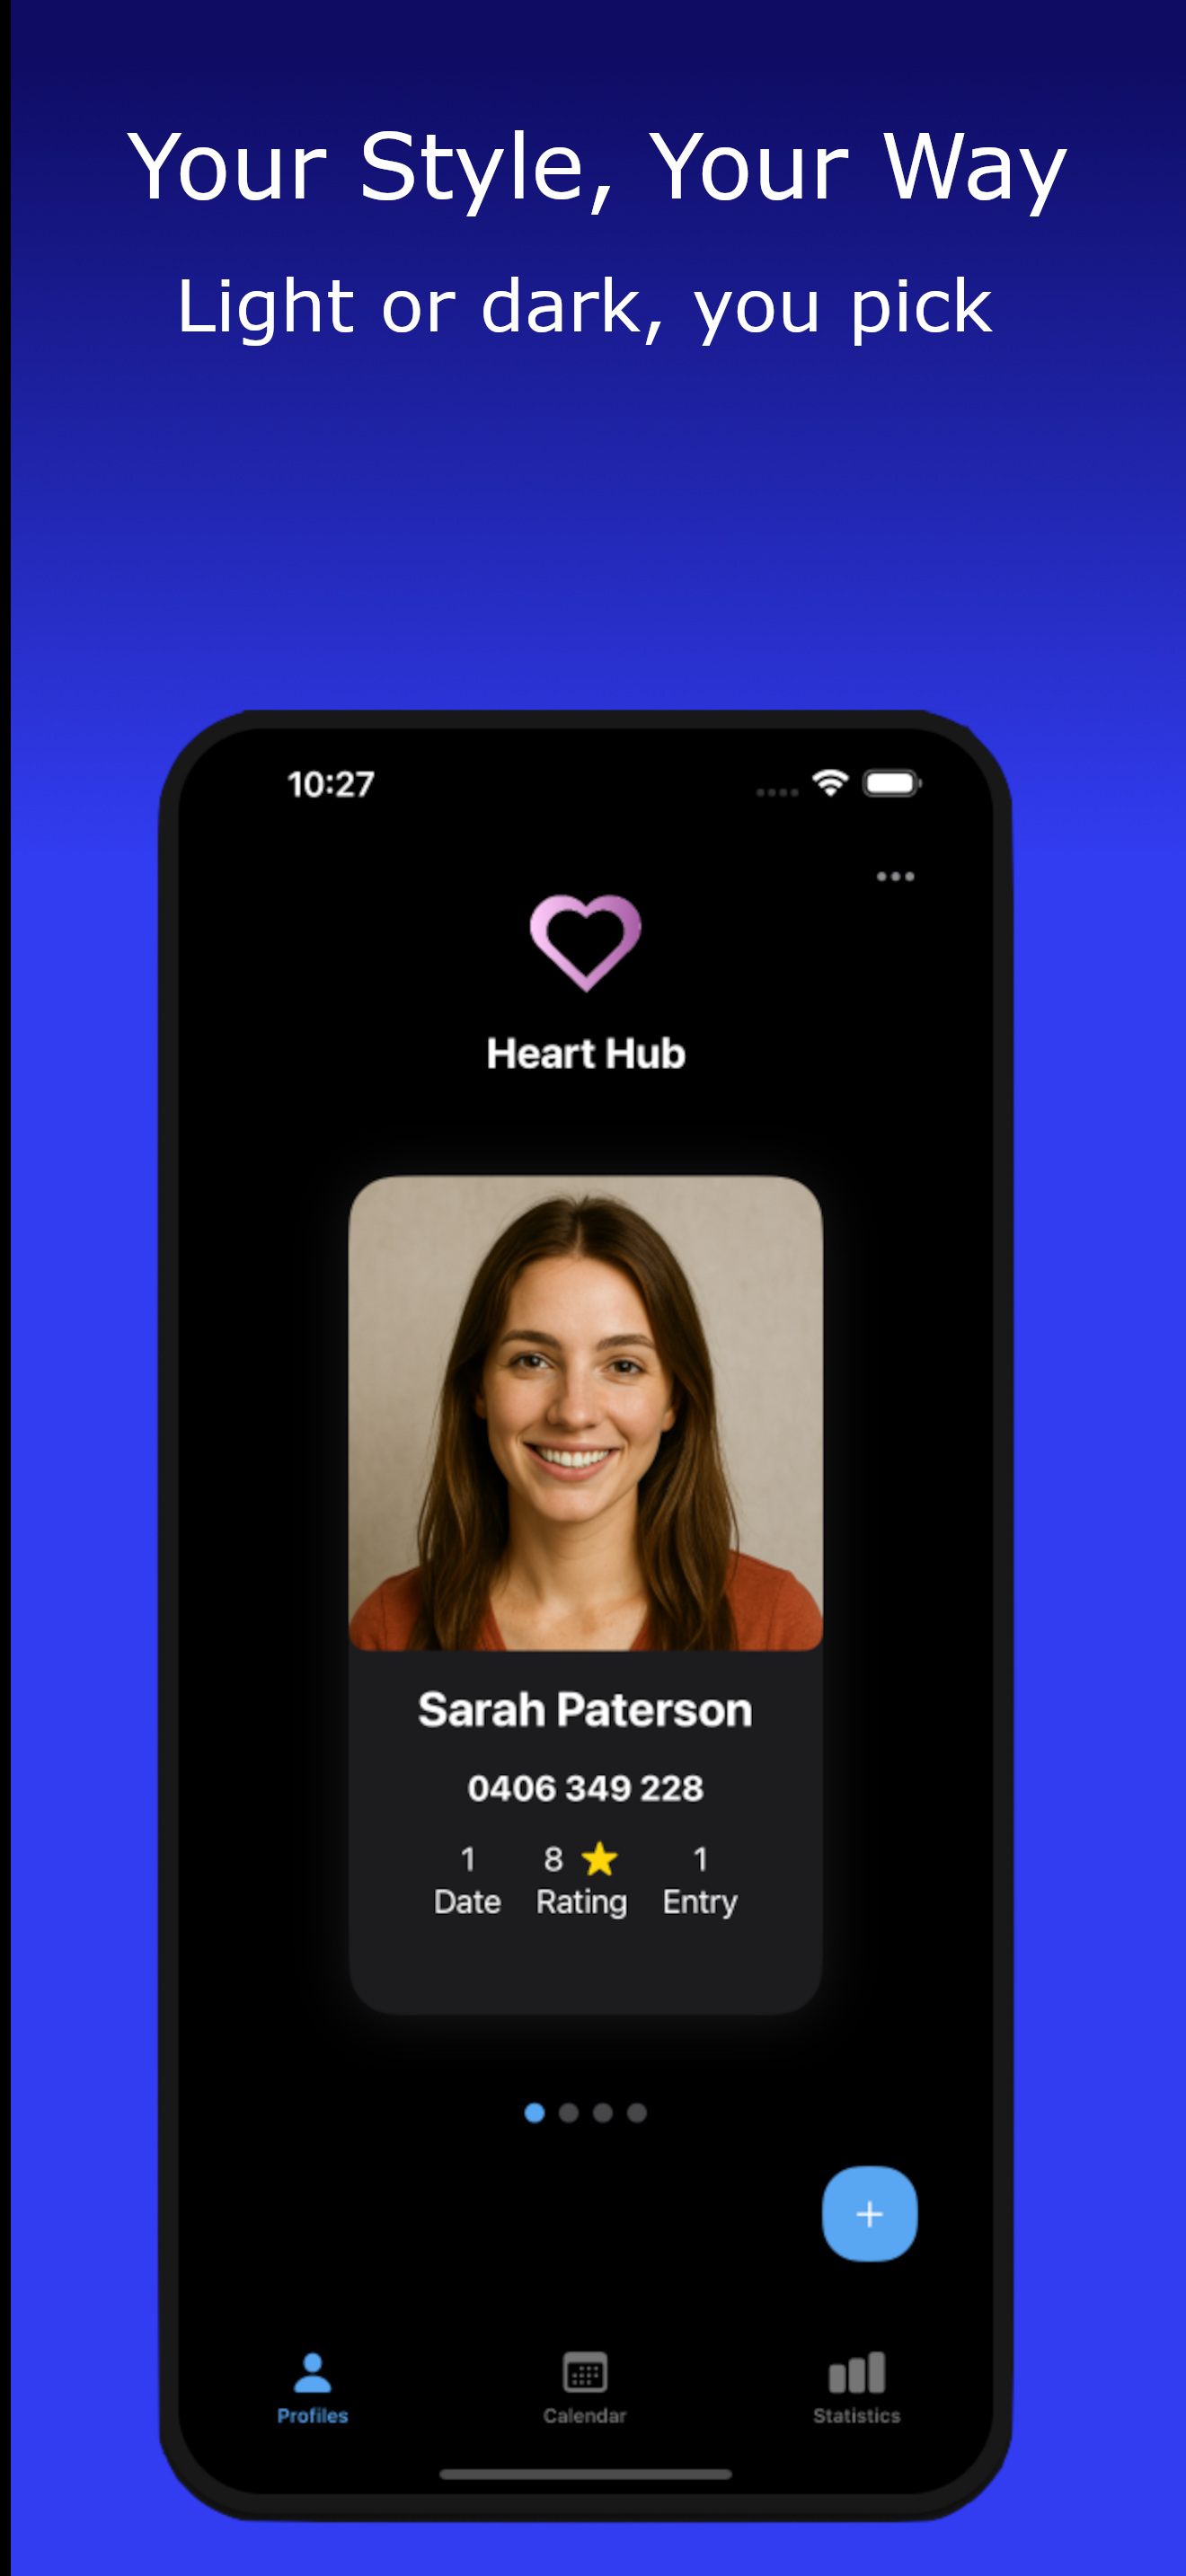 Your Style, Your Way
Light or dark, you pick
10:27
Heart Hub
Sarah Paterson
0406 349 228
1 8 1
Date Rating Entry
Profiles Calendar Statistics